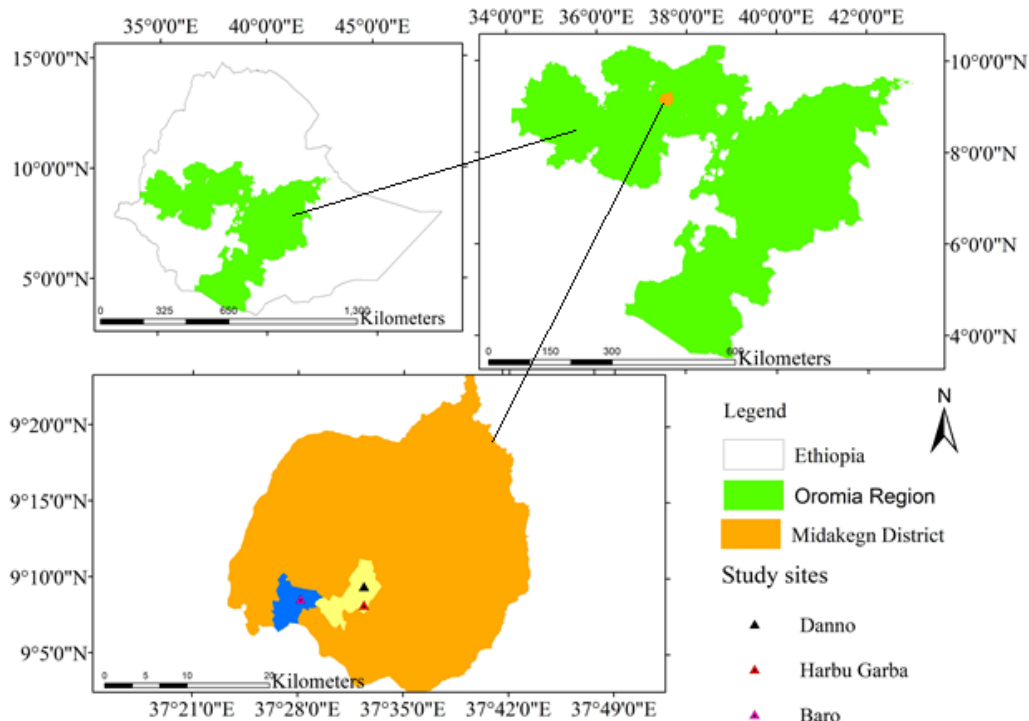 35°0'0"E 40°0'0"E 45°0'0"E
15°0'0"N
10°0'0"N
5°0'0"N
0 325 650 1,300
Kilometers
34°0'0"E 36°0'0"E 38°0'0"E 40°0'0"E 42°0'0"E
10°0'0"N
8°0'0"N
6°0'0"N
4°0'0"N
0 150 300 600
Kilometers
9°20'0"N
9°15'0"N
9°10'0"N
9°5'0"N
0 5 10 20
Kilometers
37°21'0"E 37°28'0"E 37°35'0"E 37°42'0"E 37°49'0"E
N
Legend
Ethiopia
Oromia Region
Midakegn District
Study sites
Danno
Harbu Garba
Baro